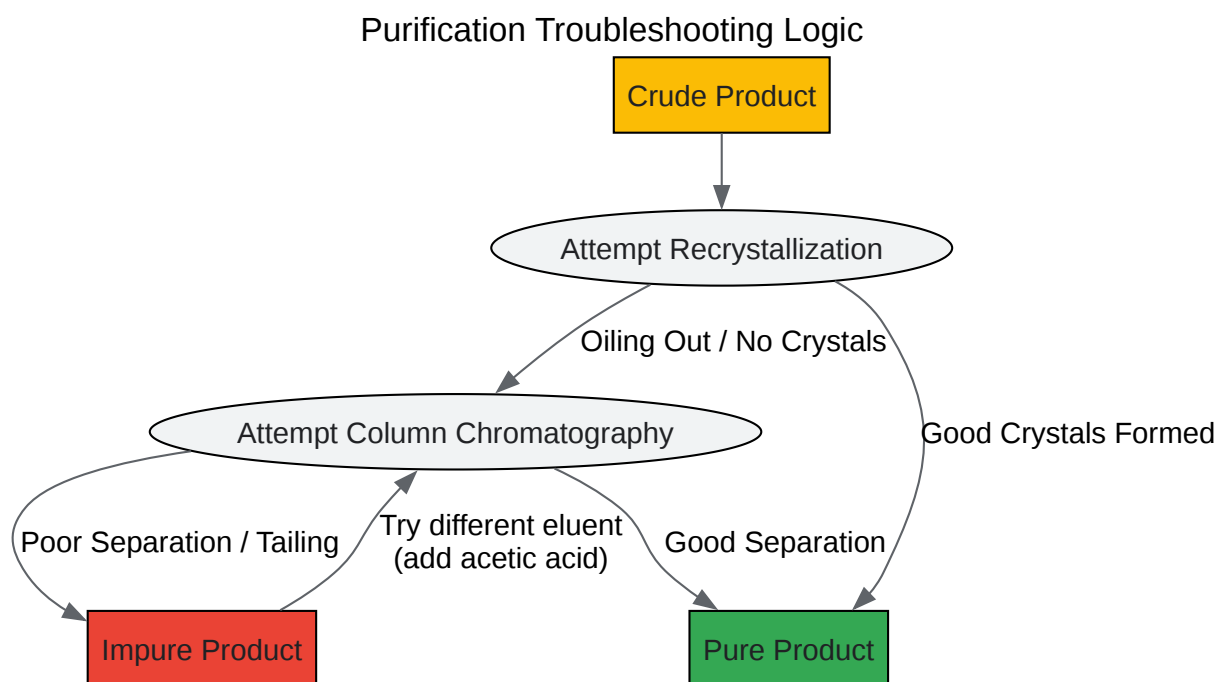 Purification Troubleshooting Logic
Crude Product
Attempt Recrystallization
Oiling Out / No Crystals
Good Crystals Formed
Attempt Column Chromatography
Poor Separation / Tailing
Try different eluent
(add acetic acid)
Good Separation
Impure Product
Pure Product